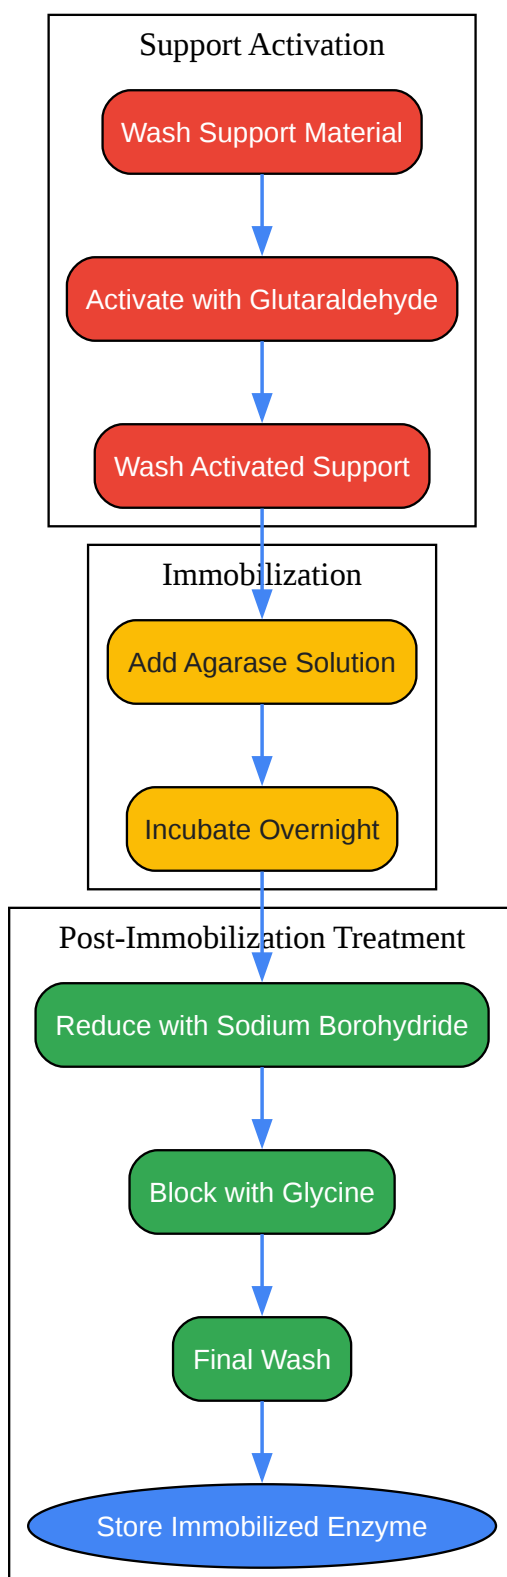 Support Activation
Wash Support Material
Activate with Glutaraldehyde
Wash Activated Support
Immobilization
Add Agarase Solution
Incubate Overnight
Post-Immobilization Treatment
Reduce with Sodium Borohydride
Block with Glycine
Final Wash
Store Immobilized Enzyme